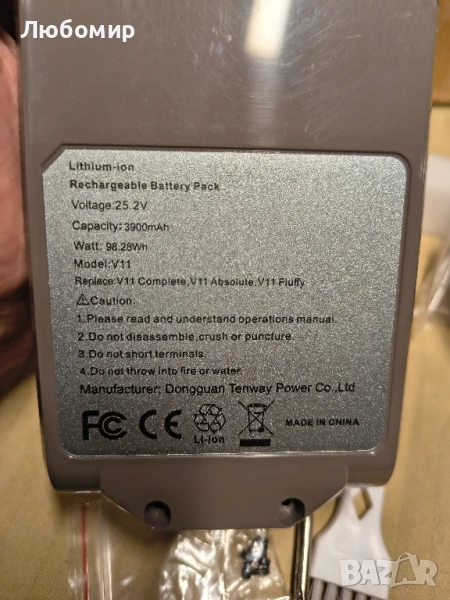 Любомир
Lithium-ion
Rechargeable Battery Pack
Voltage:25.2V
Capacity:3900mAh
Watt: 98.28Wh
Model:V11
Replace:V11 Complete,V11 Absolute,V11 Fluffy
⚠Caution:
1.Please read and understand operations manual.
2.Do not disassemble,crush or puncture.
3.Do not short terminals.
4.Do not throw into fire or water.
Manufacturer: Dongguan Tenway Power Co.,Ltd
FC CE Li-ion MADE IN CHINA
BAZAR